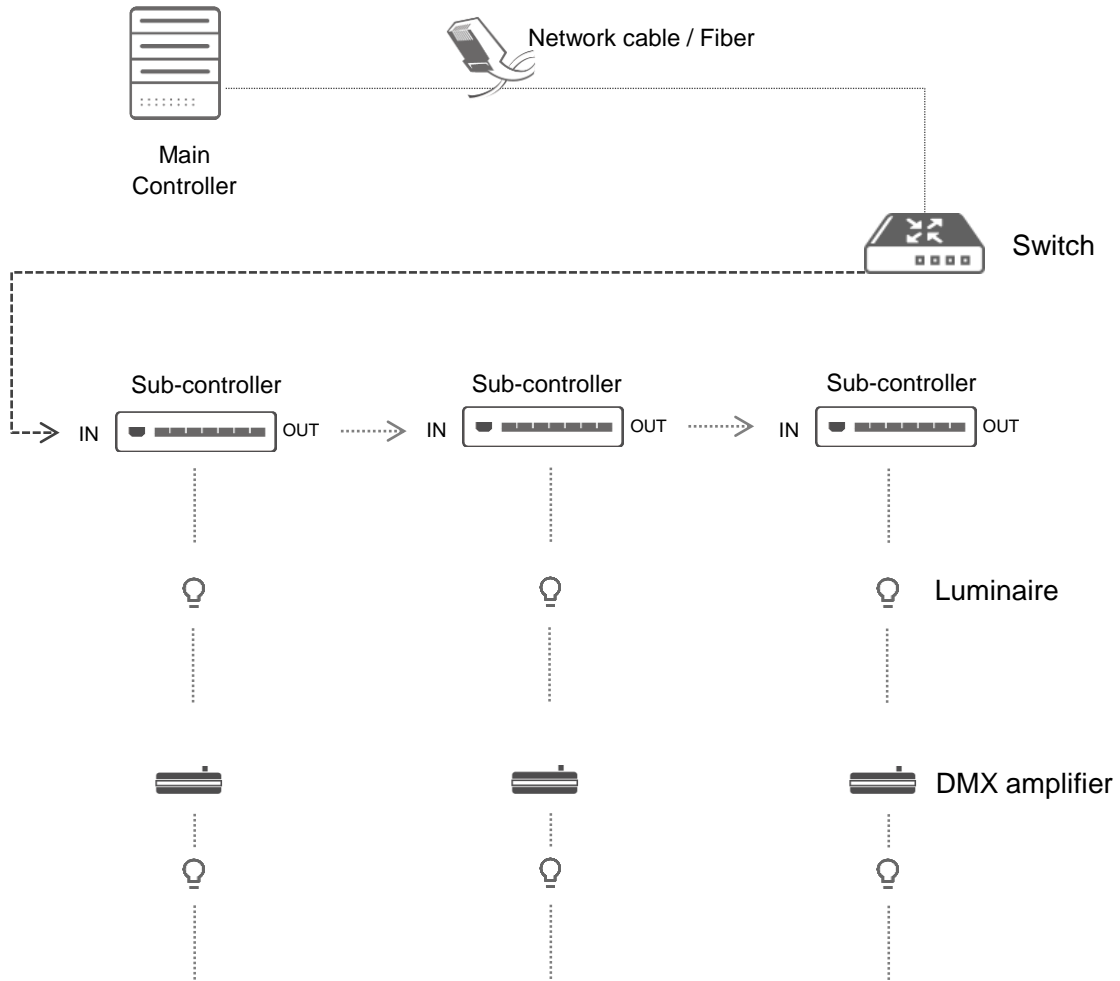 Network cable / Fiber
Main
Controller
Switch
Sub-controller
Sub-controller
Sub-controller
IN
OUT
IN
OUT
IN
OUT
Luminaire
DMX amplifier